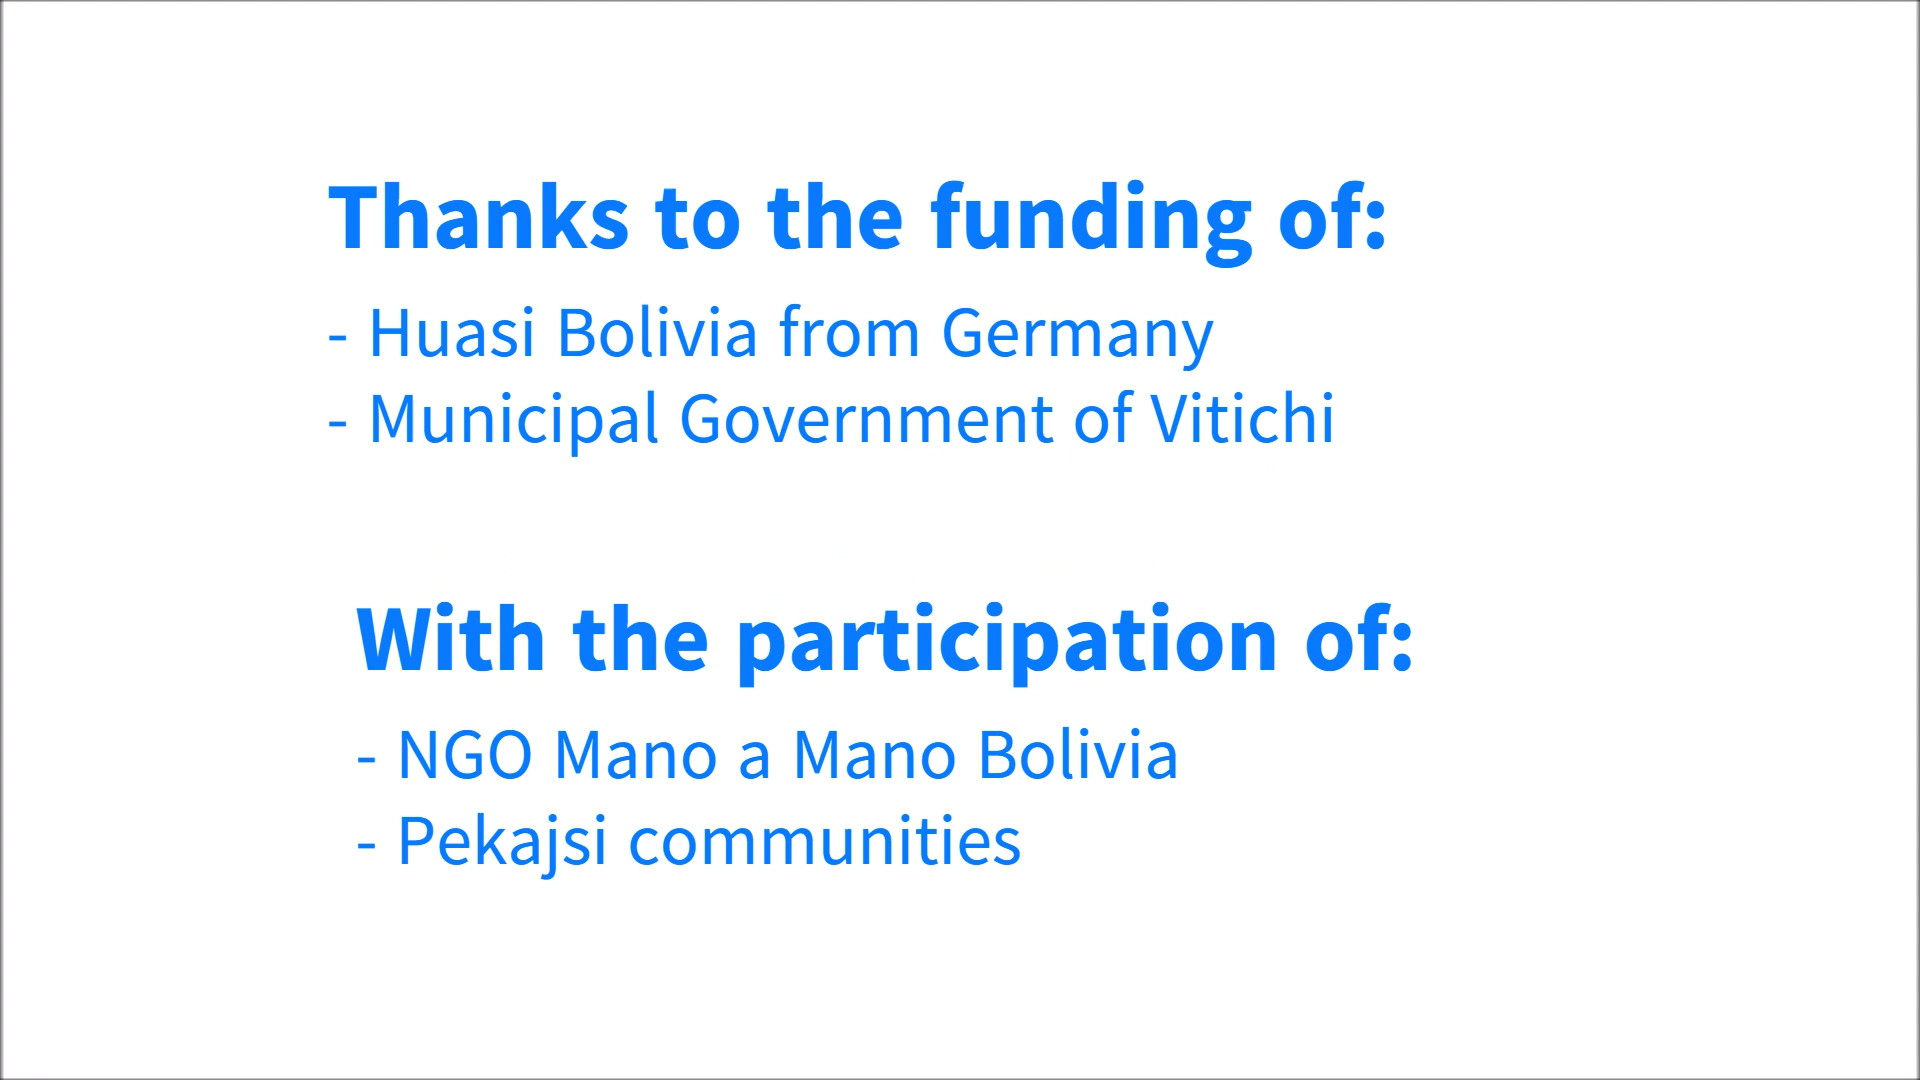 Thanks to the funding of:
- Huasi Bolivia from Germany
- Municipal Government of Vitichi
With the participation of:
- NGO Mano a Mano Bolivia
- Pekajsi communities